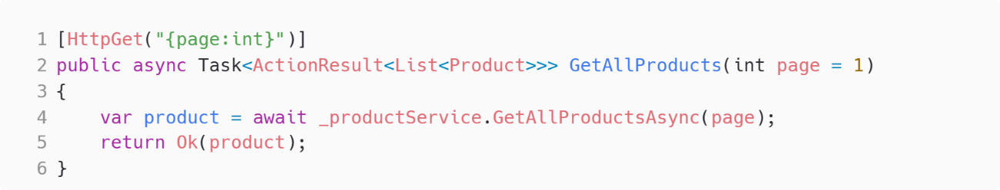 1 [HttpGet("{page:int}")]
2 public async Task<ActionResult<List<Product>>> GetAllProducts(int page = 1)
3 {
4     var product = await _productService.GetAllProductsAsync(page);
5     return Ok(product);
6 }